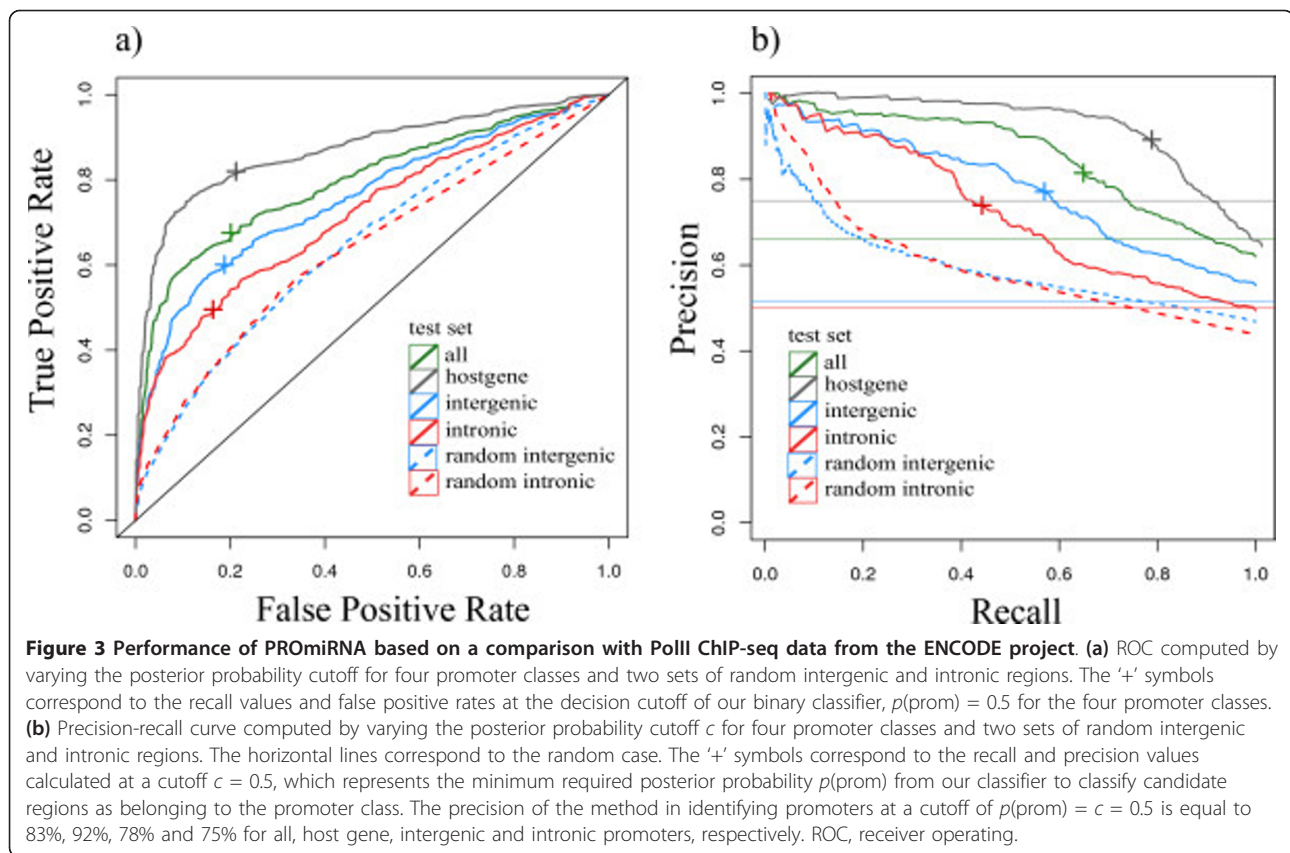 a)
True Positive Rate
1.0
0.8
0.6
0.4
0.2
0.0
0.0 0.2 0.4 0.6 0.8 1.0
False Positive Rate
test set
all
hostgene
intergenic
intronic
random intergenic
random intronic
b)
Precision
1.0
0.8
0.6
0.4
0.2
0.0
0.0 0.2 0.4 0.6 0.8 1.0
Recall
test set
all
hostgene
intergenic
intronic
random intergenic
random intronic
Figure 3 Performance of PROmiRNA based on a comparison with PolII ChIP-seq data from the ENCODE project. (a) ROC computed by
varying the posterior probability cutoff for four promoter classes and two sets of random intergenic and intronic regions. The '+' symbols
correspond to the recall values and false positive rates at the decision cutoff of our binary classifier, p(prom) = 0.5 for the four promoter classes.
(b) Precision-recall curve computed by varying the posterior probability cutoff c for four promoter classes and two sets of random intergenic
and intronic regions. The horizontal lines correspond to the random case. The '+' symbols correspond to the recall and precision values
calculated at a cutoff c = 0.5, which represents the minimum required posterior probability p(prom) from our classifier to classify candidate
regions as belonging to the promoter class. The precision of the method in identifying promoters at a cutoff of p(prom) = c = 0.5 is equal to
83%, 92%, 78% and 75% for all, host gene, intergenic and intronic promoters, respectively. ROC, receiver operating.